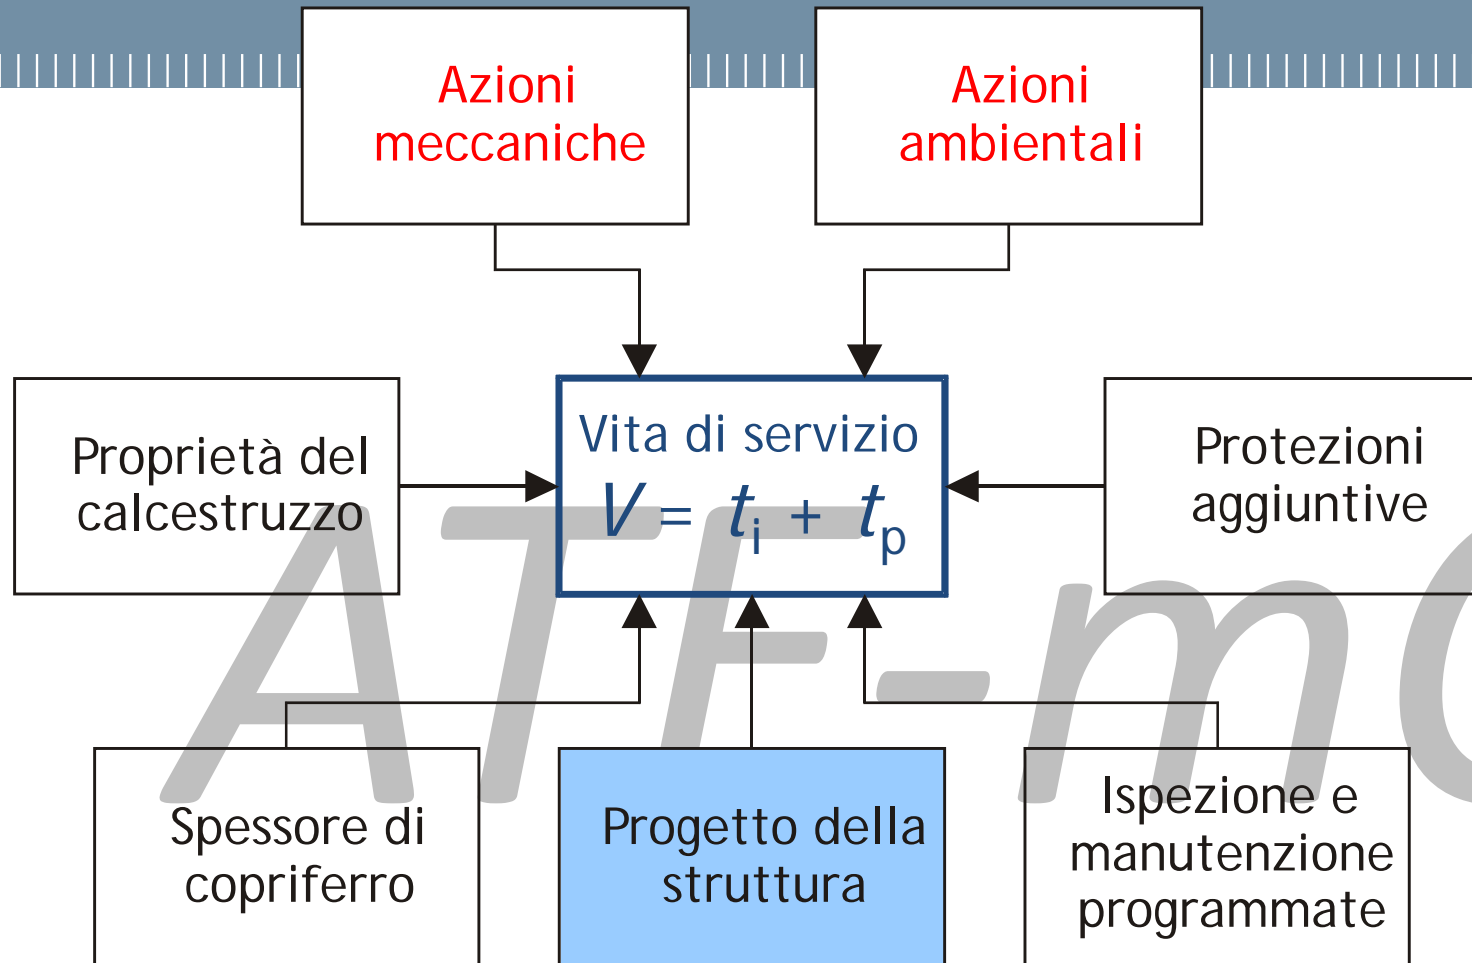 Azioni
meccaniche
Azioni
ambientali
Proprietà del
calcestruzzo
Vita di servizio
V = ti + tp
Protezioni
aggiuntive
Spessore di
copriferro
Progetto della
struttura
Ispezione e
manutenzione
programmate
ATE-m